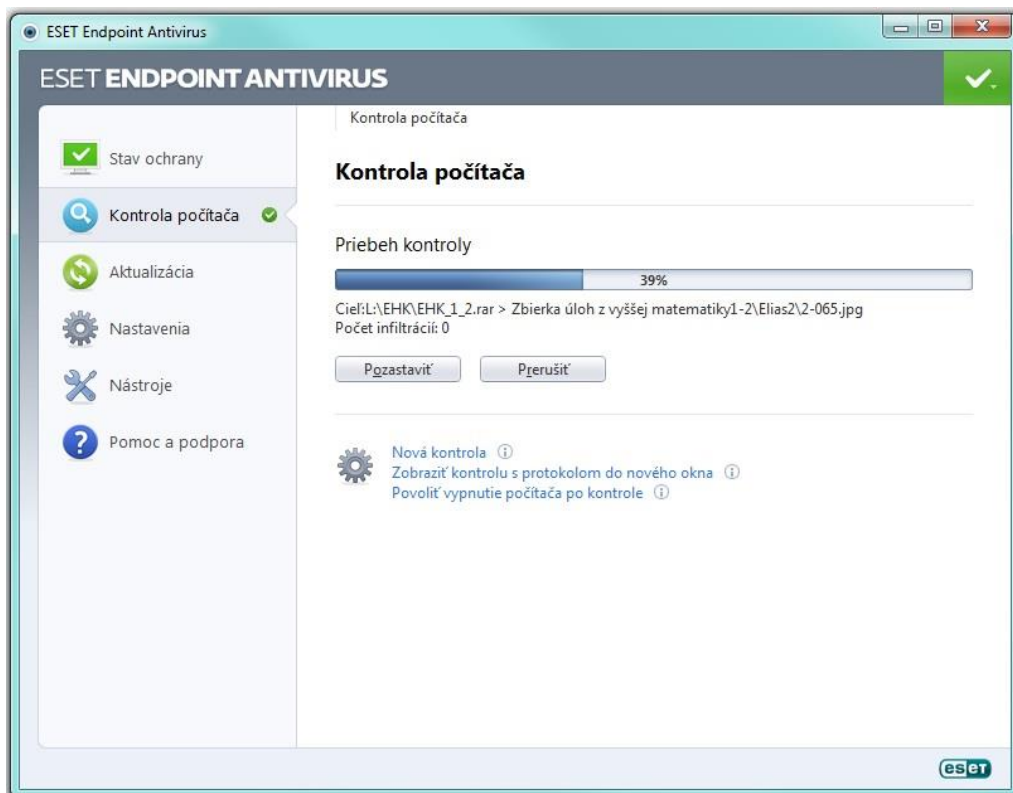 ESET Endpoint Antivirus
ESET ENDPOINT ANTIVIRUS
Stav ochrany
Kontrola počítača
Aktualizácia
Nastavenia
Nástroje
Pomoc a podpora
Kontrola počítača
Kontrola počítača
Priebeh kontroly
39%
Cieľ:L:\EHK\EHK_1_2.rar > Zbierka úloh z vyššej matematiky1-2\Elias2\2-065.jpg
Počet infiltrácií: 0
Pozastaviť Prerušiť
Nová kontrola
Zobraziť kontrolu s protokolom do nového okna
Povoliť vypnutie počítača po kontrole
eset